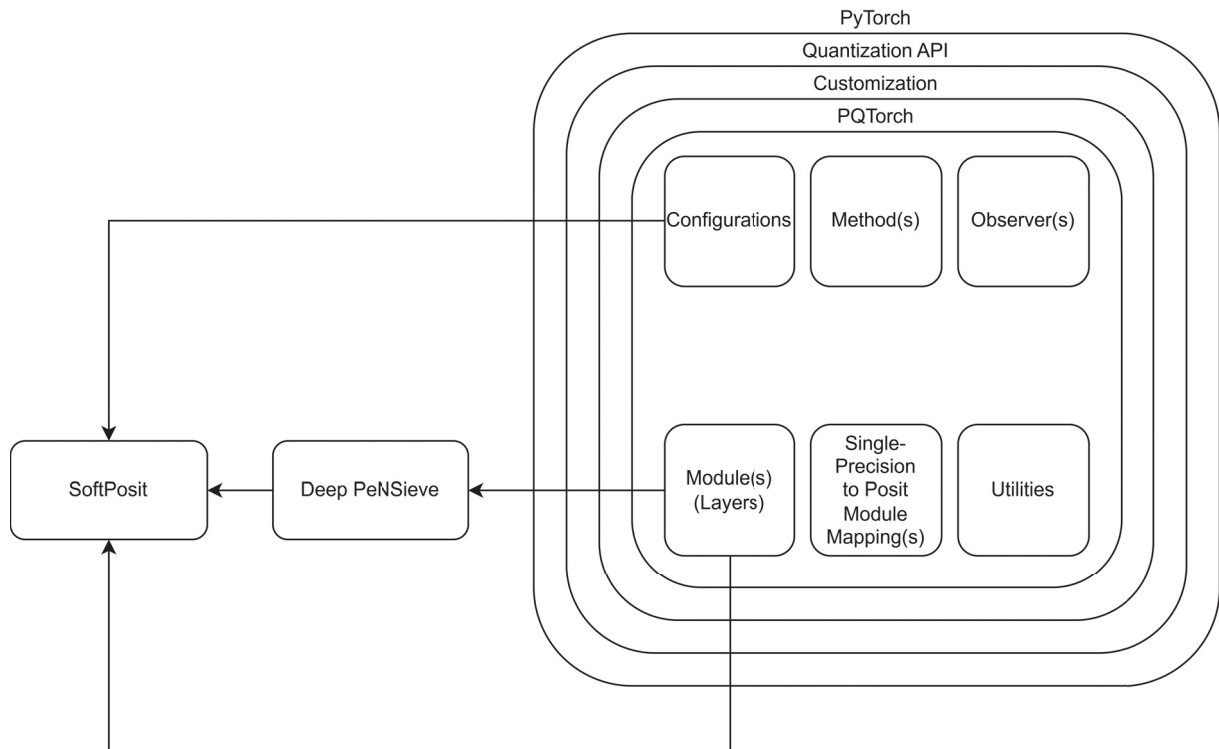 PyTorch
Quantization API
Customization
PQTorch
Configurations
Method(s)
Observer(s)
SoftPosit
Deep PeNSieve
Module(s)
(Layers)
Single-
Precision
to Posit
Module
Mapping(s)
Utilities